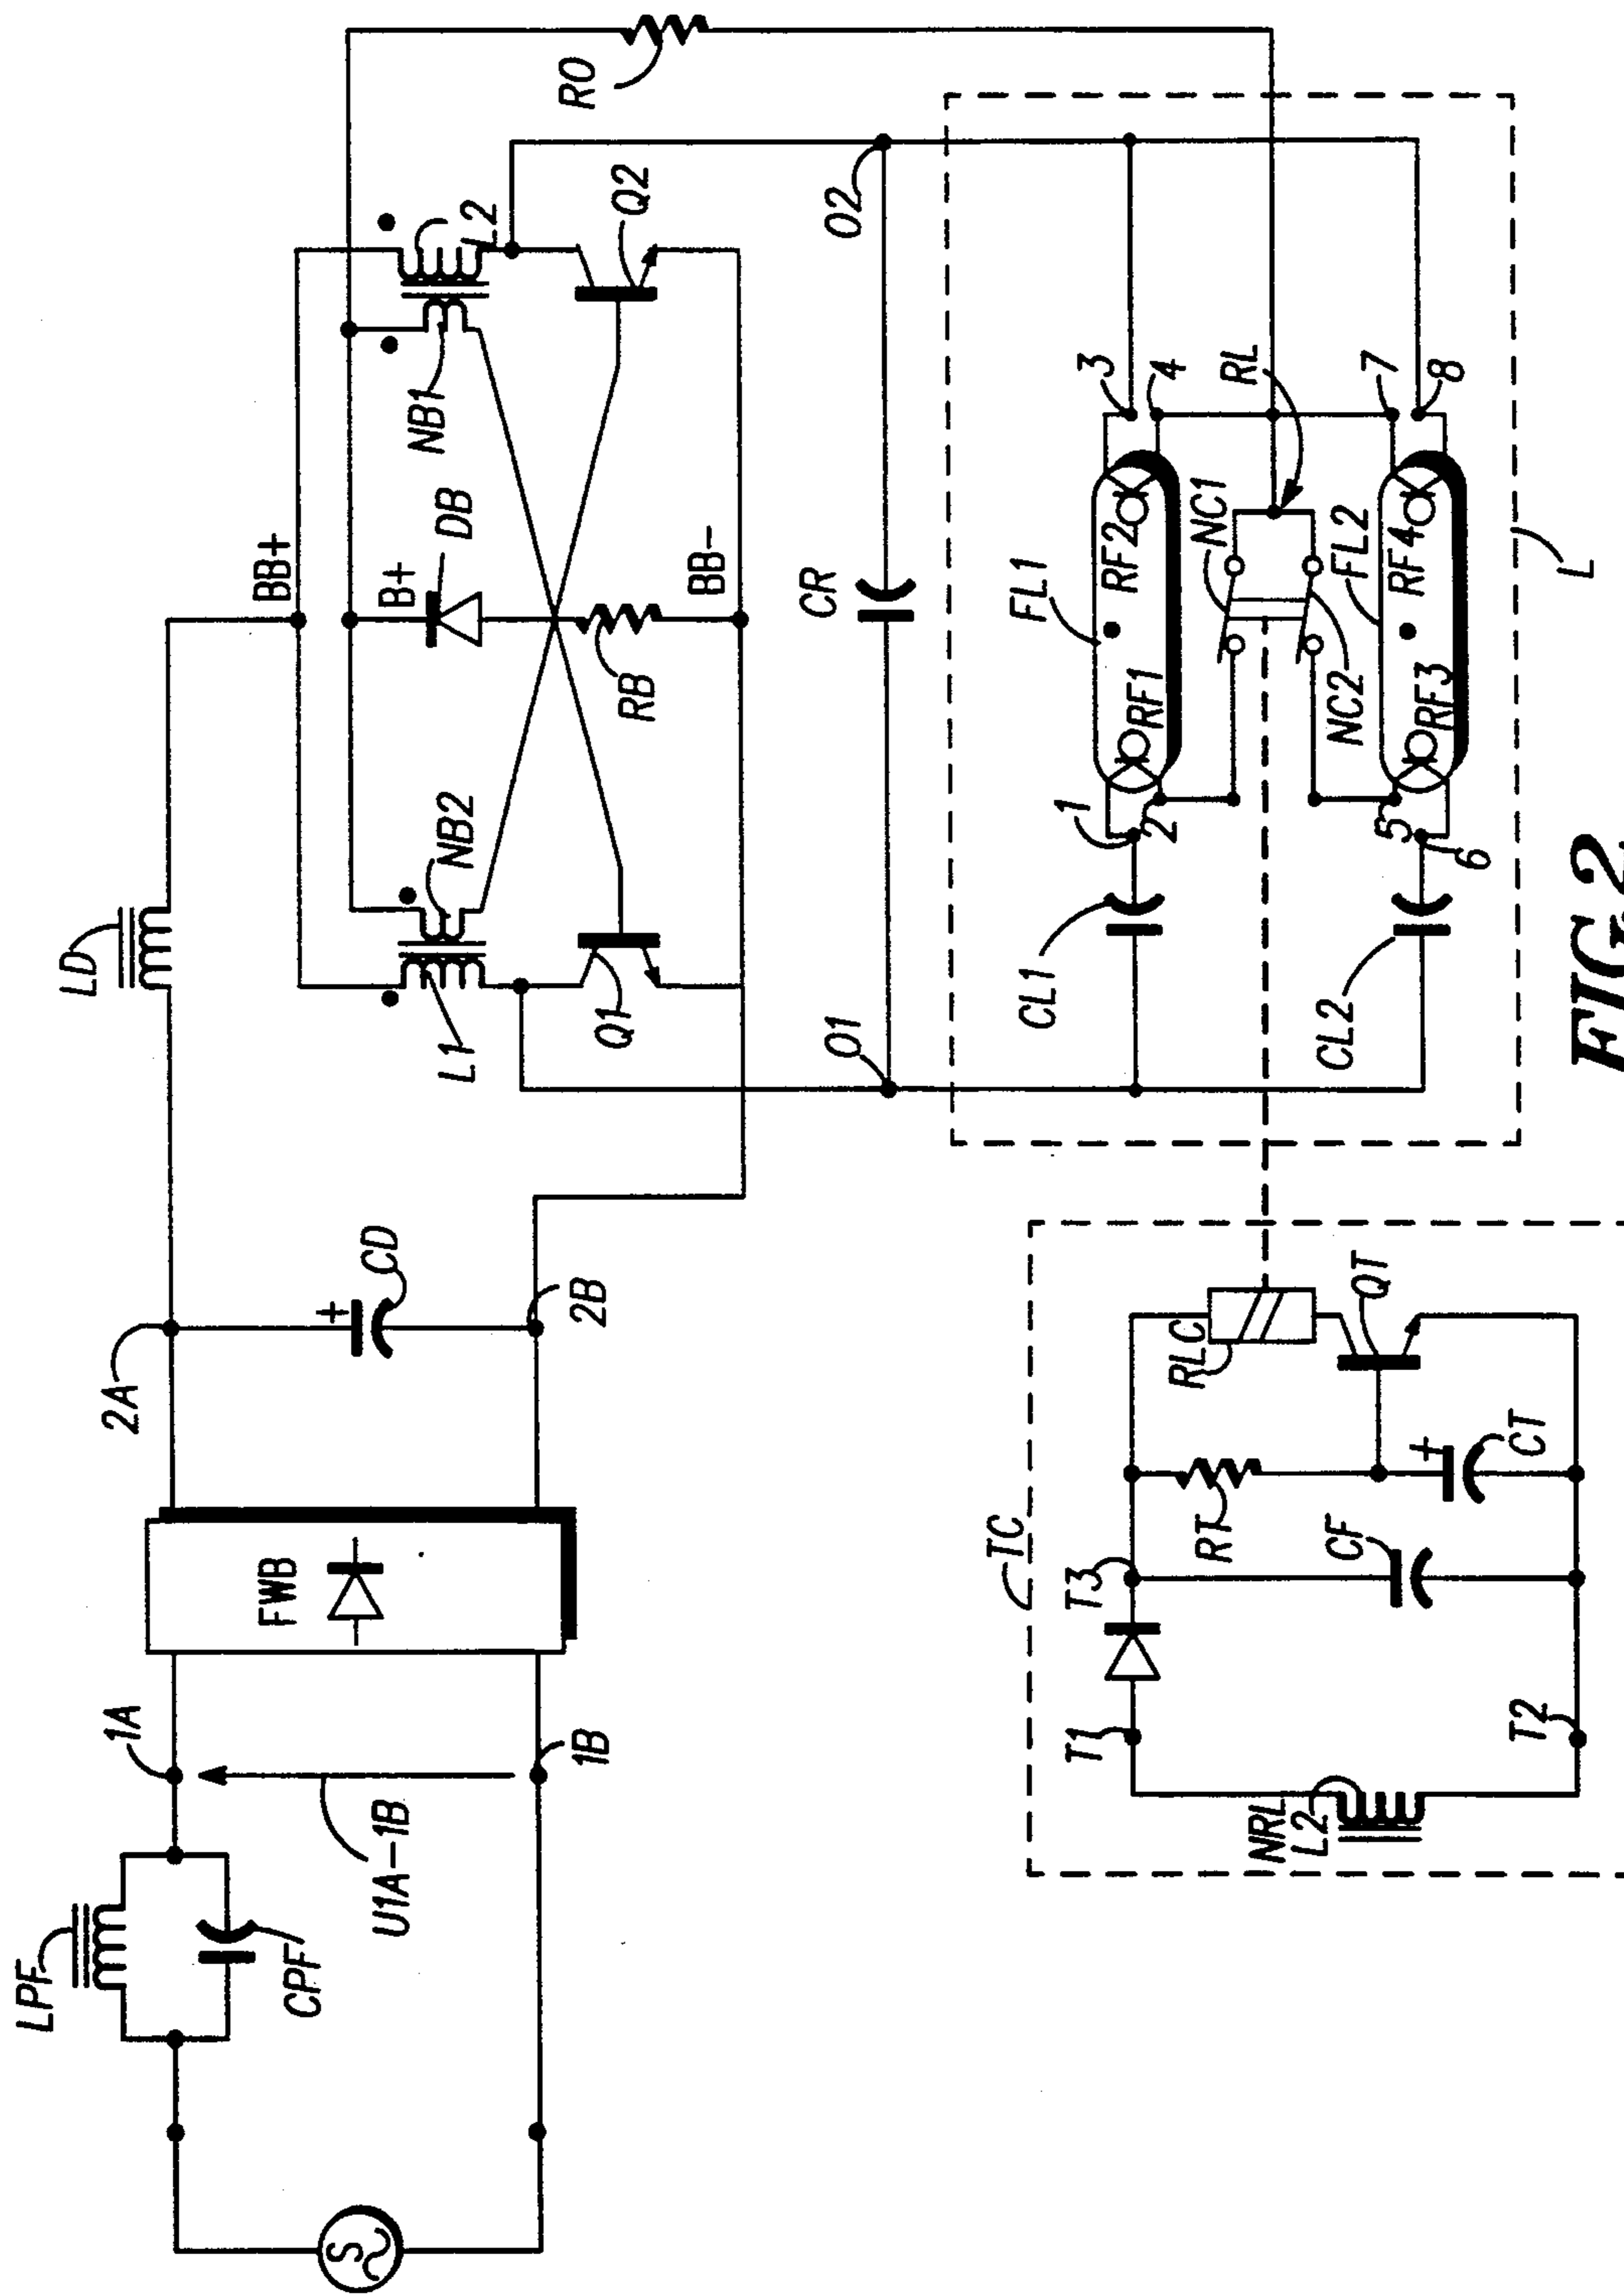 LPF
CPF
S
1A
U1A-1B
1B
FWB
2A
CD
+
2B
LD
BB+
L1
NB2
Q1
B+
DB
RB
BB-
NB1
L2
Q2
RO
CR
O1
O2
CL1
CL2
1
2
3
4
5
6
7
8
FL1
RF1
RF2
NC1
NC2
RL
FL2
RF3
RF4
L
TC
T1
T2
T3
NRL
L2
RT
CF
CT
+
RLC
QT
FIG 2